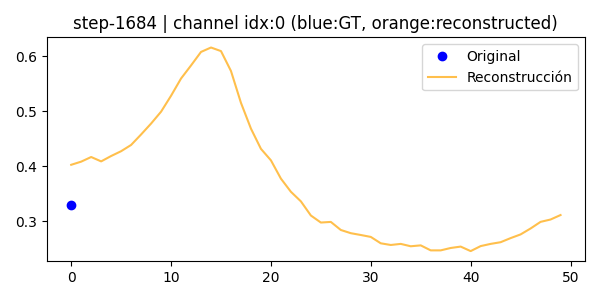 step-1684 | channel idx:0 (blue:GT, orange:reconstructed)
Original
Reconstrucción
0.6
0.5
0.4
0.3
0 10 20 30 40 50